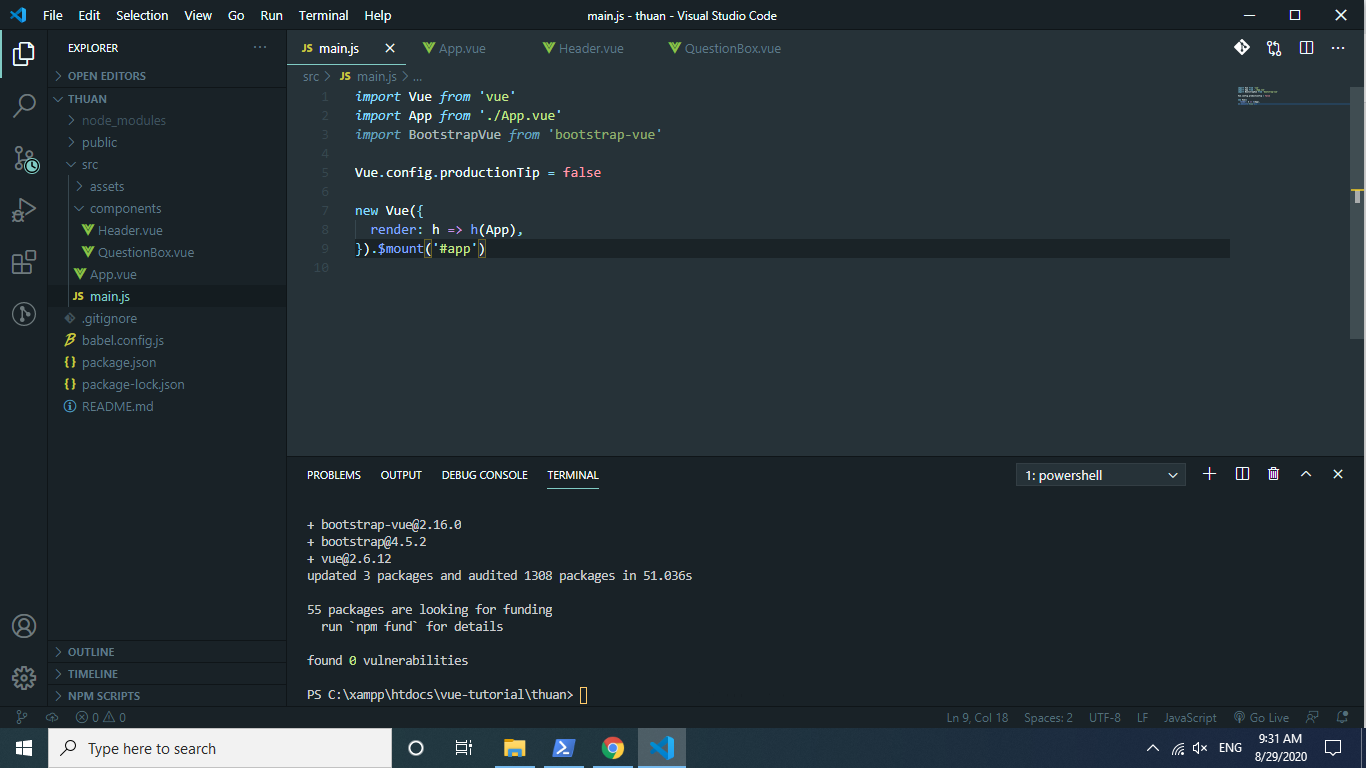 File Edit Selection View Go Run Terminal Help
main.js - thuan - Visual Studio Code
EXPLORER
OPEN EDITORS
THUAN
node_modules
public
src
assets
components
Header.vue
QuestionBox.vue
App.vue
JS main.js
.gitignore
babel.config.js
{} package.json
{} package-lock.json
README.md
OUTLINE
TIMELINE
NPM SCRIPTS
JS main.js App.vue Header.vue QuestionBox.vue
src > JS main.js > ...
1 import Vue from 'vue'
2 import App from './App.vue'
3 import BootstrapVue from 'bootstrap-vue'
4
5 Vue.config.productionTip = false
6
7 new Vue({
8 render: h => h(App),
9 }).$mount('#app')
10
PROBLEMS OUTPUT DEBUG CONSOLE TERMINAL
1: powershell
+ bootstrap-vue@2.16.0
+ bootstrap@4.5.2
+ vue@2.6.12
updated 3 packages and audited 1308 packages in 51.036s
55 packages are looking for funding
run `npm fund` for details
found 0 vulnerabilities
PS C:\xampp\htdocs\vue-tutorial\thuan>
0 0
Ln 9, Col 18 Spaces: 2 UTF-8 LF JavaScript Go Live
Type here to search
ENG
9:31 AM
8/29/2020